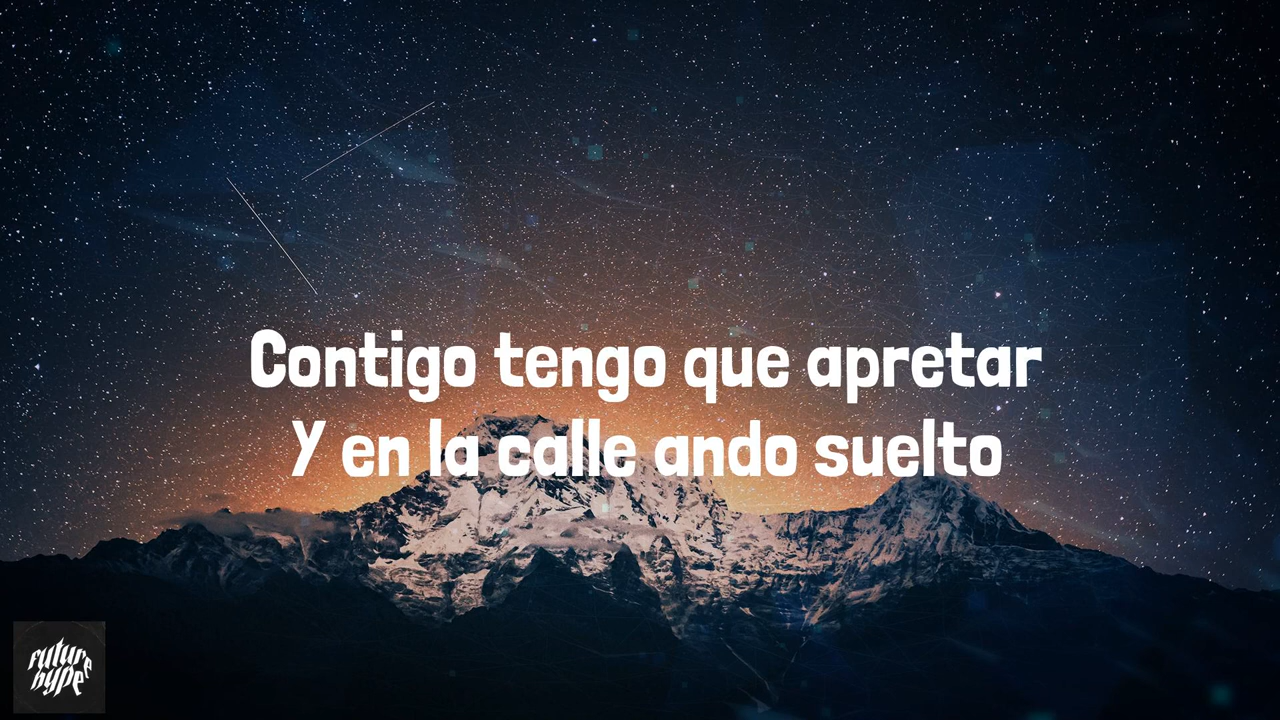 Contigo tengo que apretar
Y en la calle ando suelto
future
hype